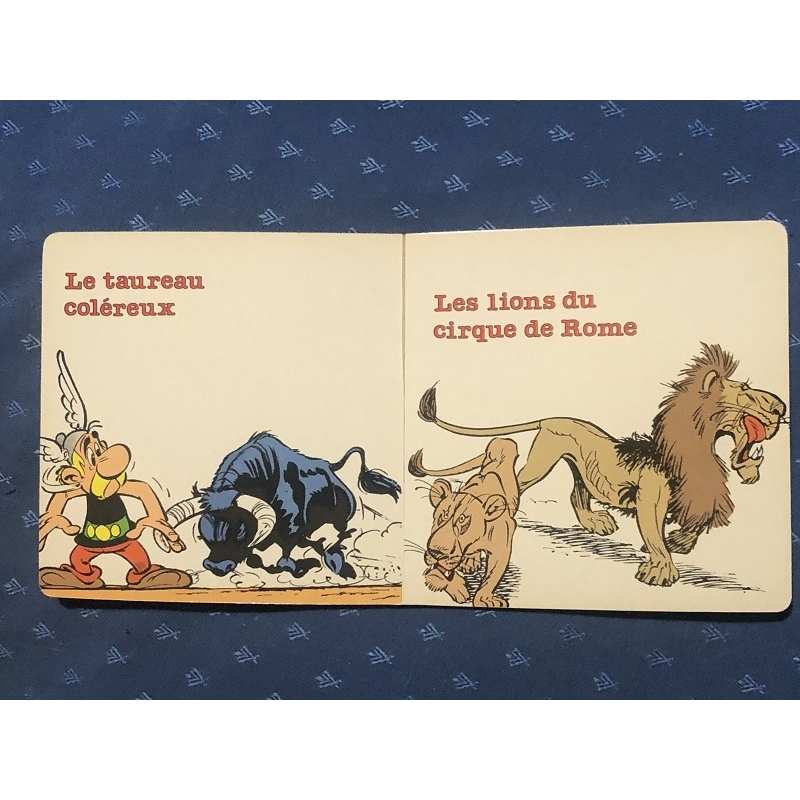 Le taureau
coléreux
Les lions du
cirque de Rome